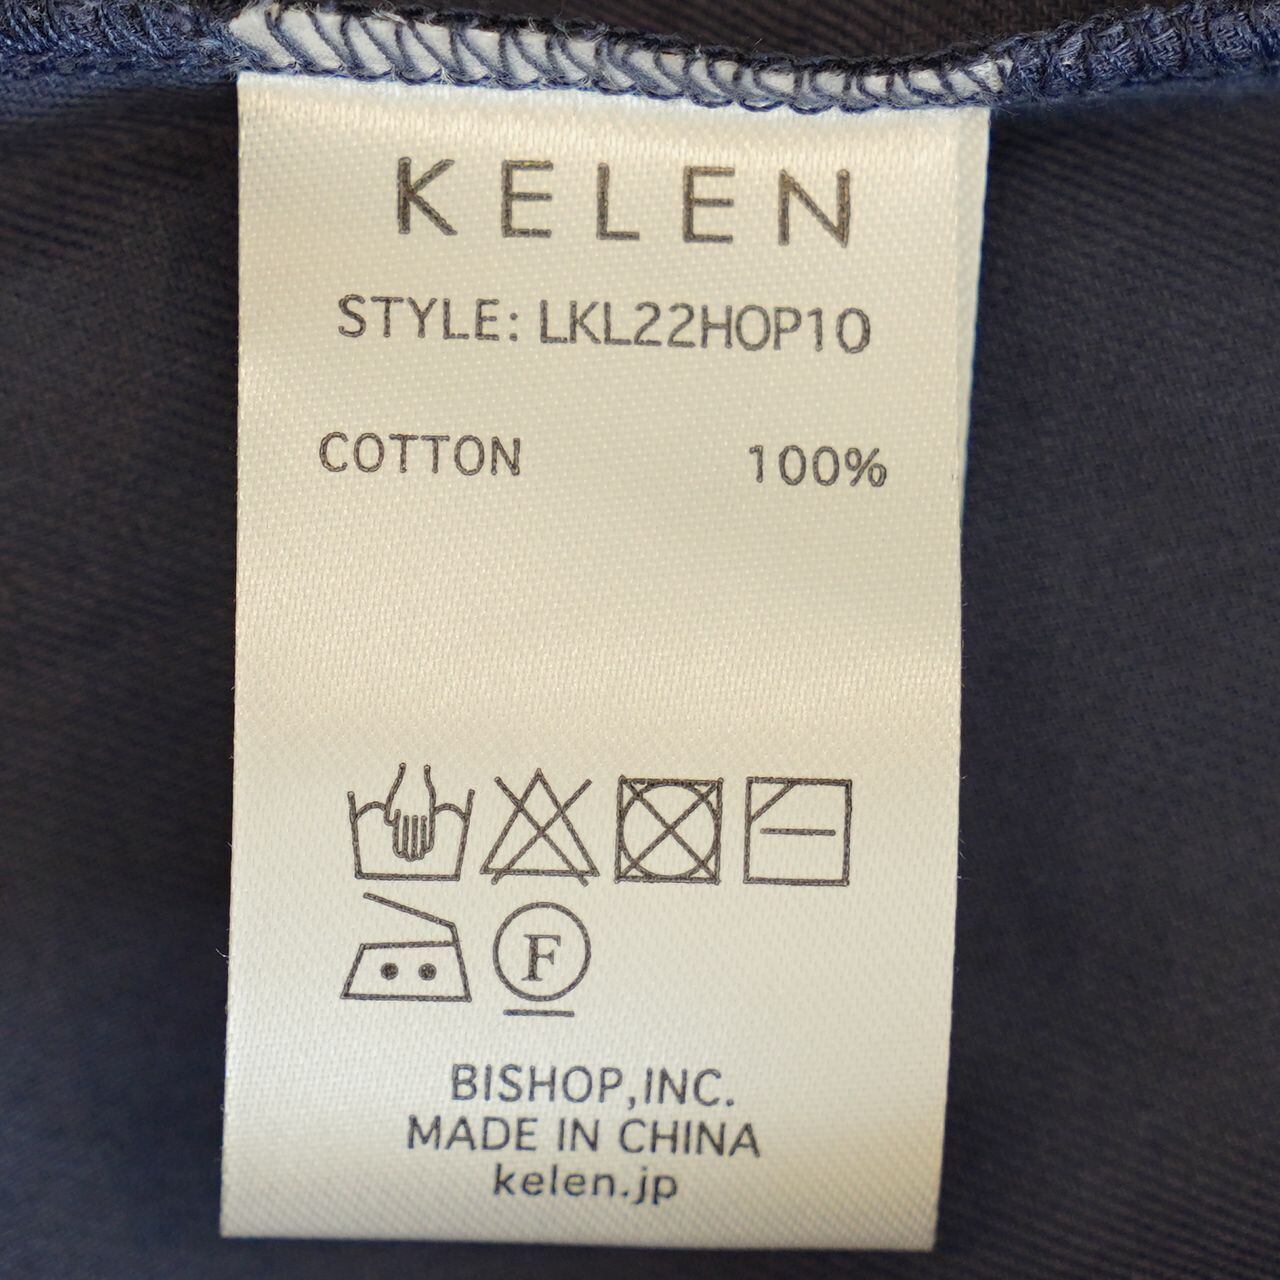 KELEN
STYLE: LKL22HOP10
COTTON 100%
F
BISHOP,INC.
MADE IN CHINA
kelen.jp